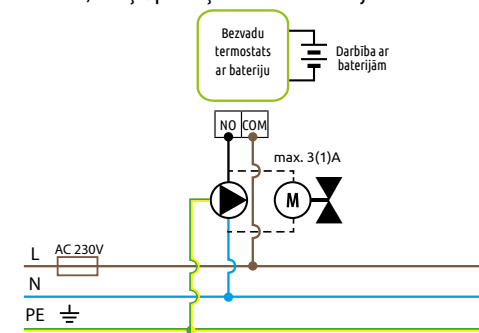 Bezvadu
termostats
ar bateriju
Darbība ar
baterijām
NO COM
max. 3(1)A
M
L AC 230V
N
PE